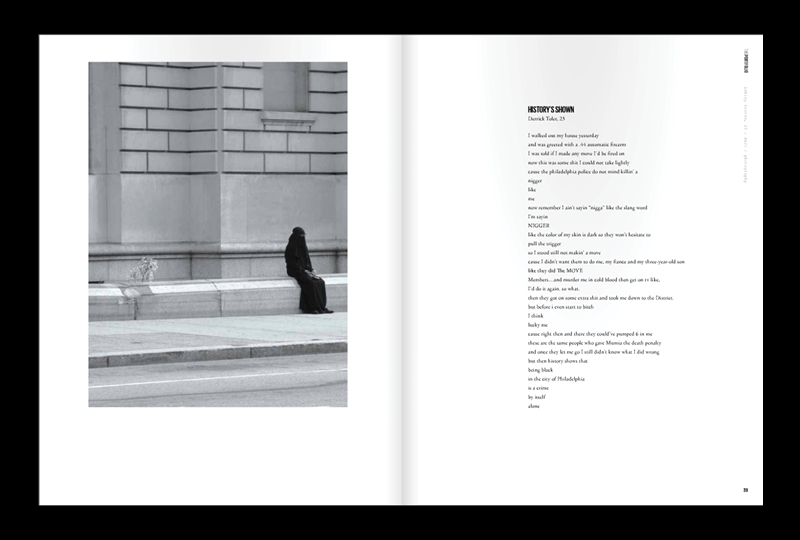 HISTORY'S SHOWN
Derrick Toler, 23
I walked out my house yesterday
and was greeted with a .44 automatic firearm
I was told if I made any move I'd be fired on
now this was some shit I could not take lightly
cause the philadelphia police do not mind killin' a
nigger
like
me
now remember I ain't sayin "nigga" like the slang word
I'm sayin
NIGGER
like the color of my skin is dark so they won't hesitate to
pull the trigger
so I stood still not makin' a move
cause I didn't want them to do me, my fiance and my three-year-old son
like they did The MOVE
Members... and murder me in cold blood then get on tv like,
I'd do it again. so what.
then they got on some extra shit and took me down to the District.
but before i even start to bitch
I think
lucky me
cause right then and there they could've pumped 6 in me
these are the same people who gave Mumia the death penalty
and once they let me go I still didn't know what I did wrong
but then history shows that
being black
in the city of Philadelphia
is a crime
by itself
alone
39